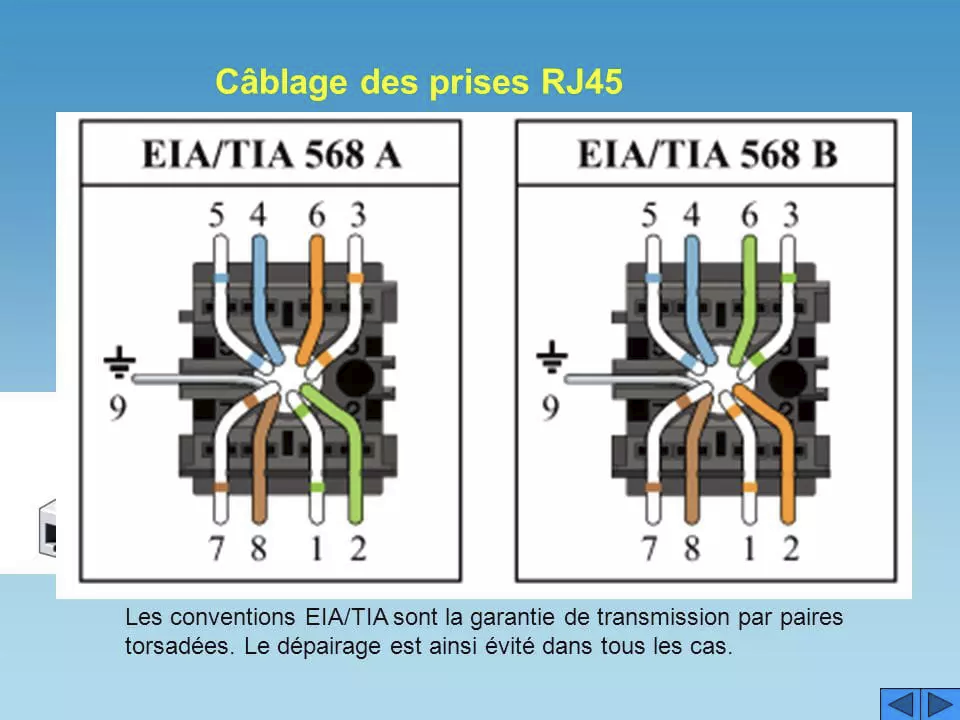 Câblage des prises RJ45
EIA/TIA 568 A
5 4 6 3
9
7 8 1 2
EIA/TIA 568 B
5 4 6 3
9
7 8 1 2
Les conventions EIA/TIA sont la garantie de transmission par paires
torsadées. Le dépairage est ainsi évité dans tous les cas.